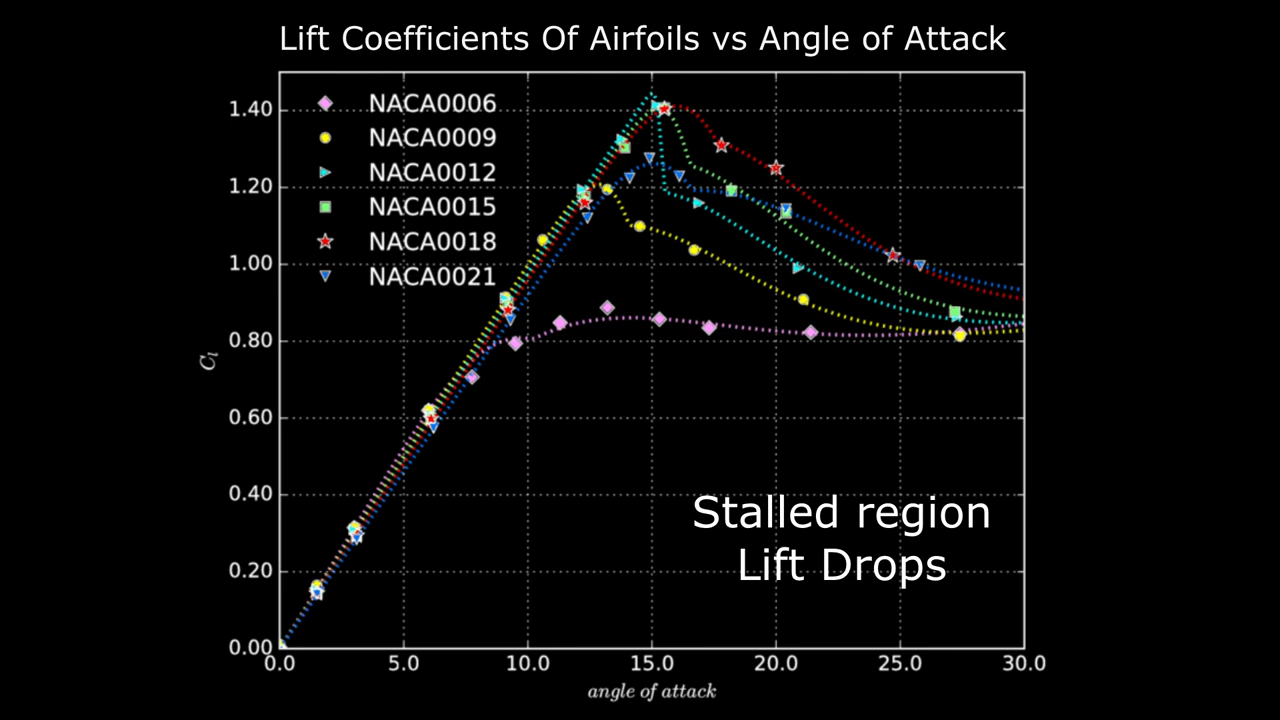 Lift Coefficients Of Airfoils vs Angle of Attack
NACA0006
NACA0009
NACA0012
NACA0015
NACA0018
NACA0021
1.40
1.20
1.00
0.80
0.60
0.40
0.20
0.00
C_l
Stalled region
Lift Drops
0.0 5.0 10.0 15.0 20.0 25.0 30.0
angle of attack